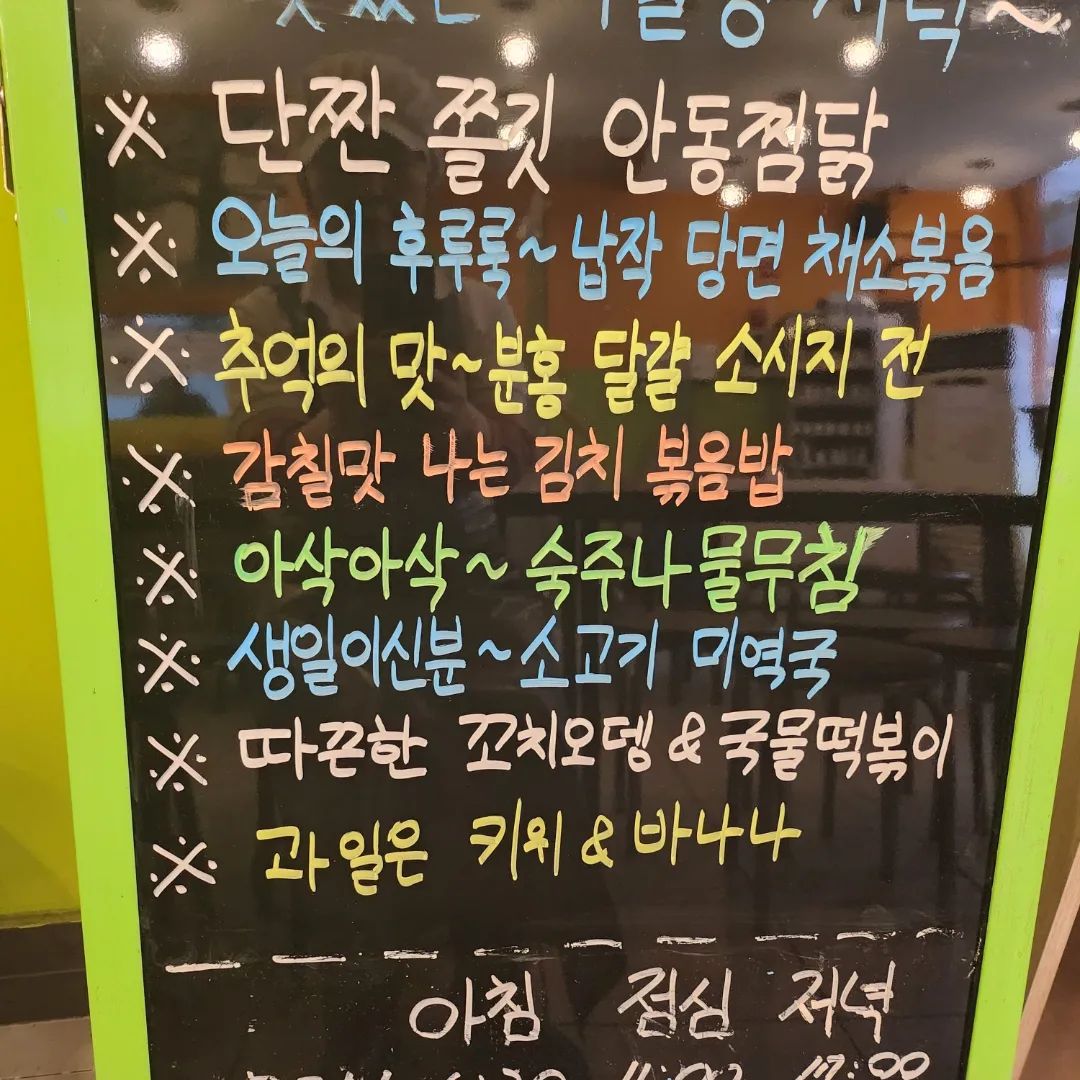 ※ 단짠 쫄깃 안동찜닭
※ 오늘의 후루룩~납작 당면 채소볶음
※ 추억의 맛~분홍 달걀 소시지 전
※ 감칠맛 나는 김치 볶음밥
※ 아삭아삭~숙주나물무침
※ 생일이신분~소고기 미역국
※ 따끈한 꼬치오뎅&국물떡볶이
※ 과일은 키위&바나나
아침 점심 저녁